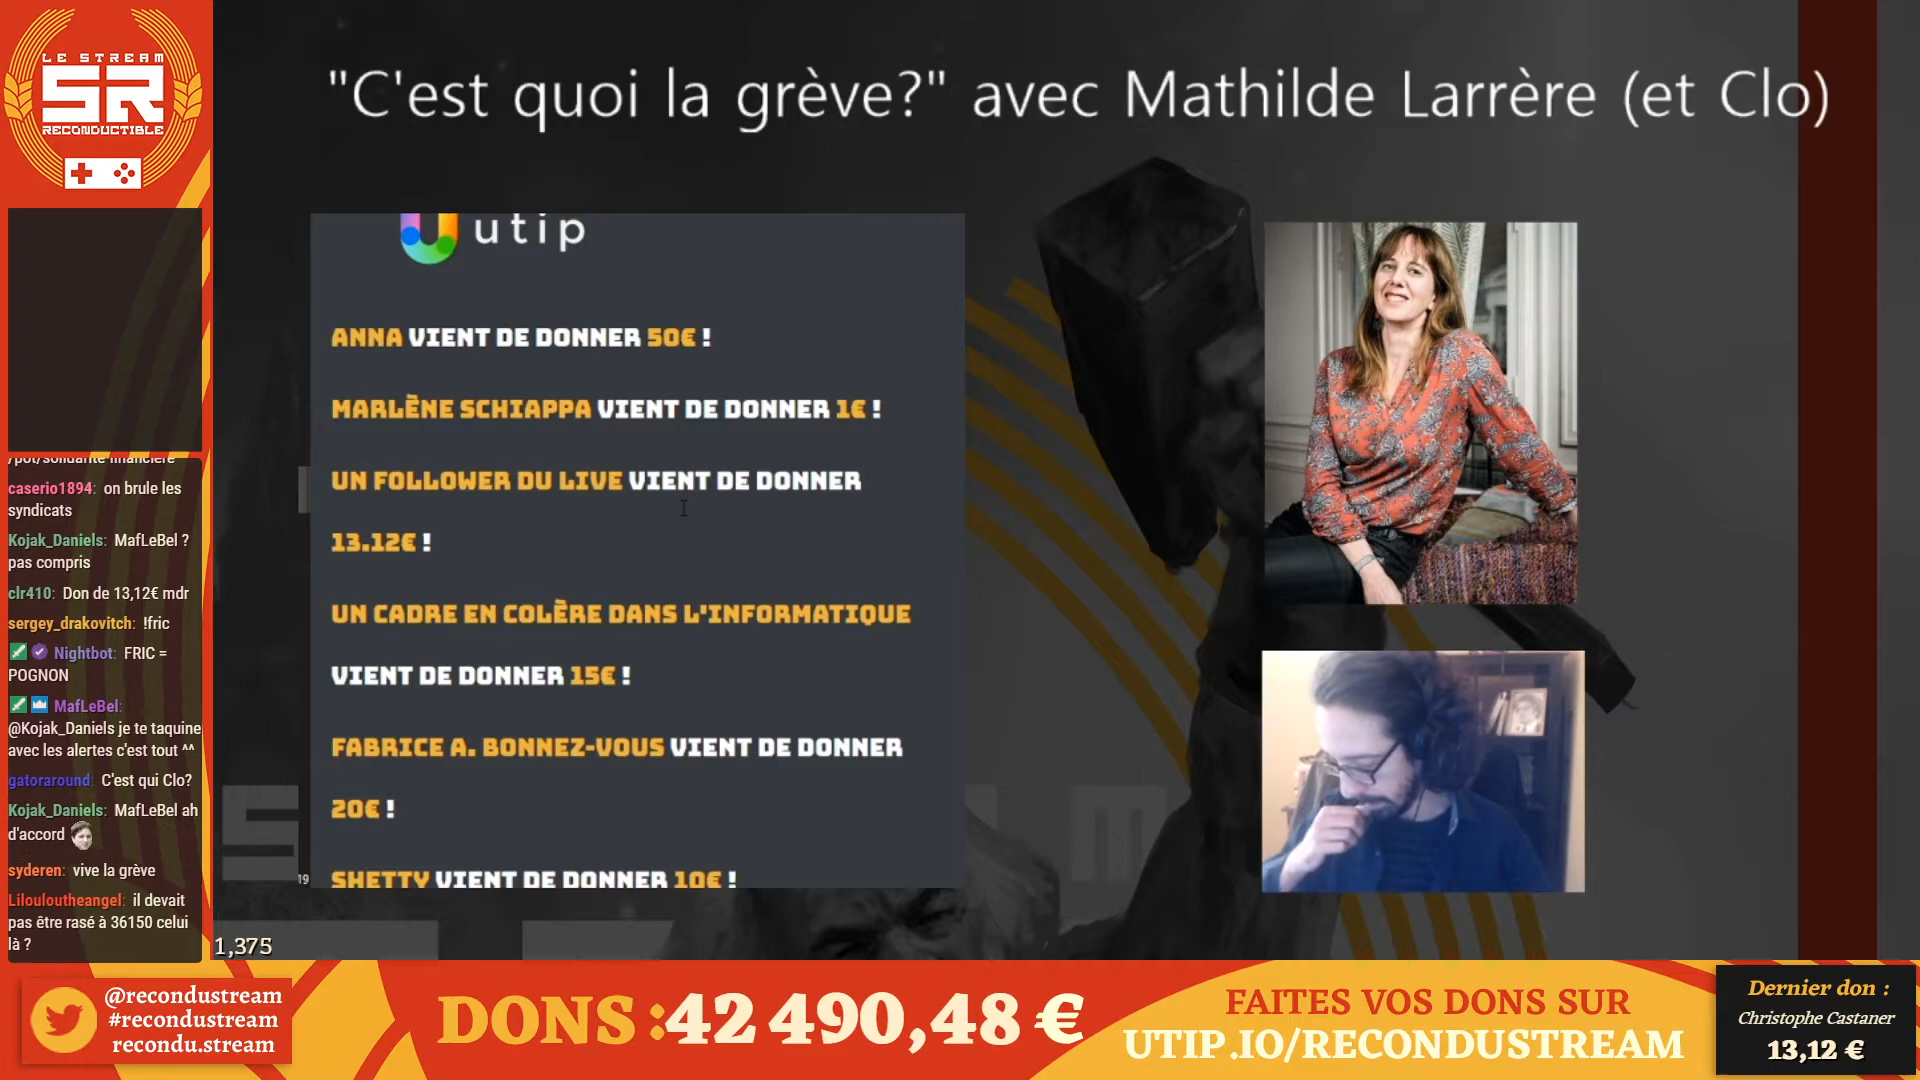 LE STREAM
SR
RECONDUCTIBLE
"C'est quoi la grève?" avec Mathilde Larrère (et Clo)
utip
ANNA VIENT DE DONNER 50€ !
MARLÈNE SCHIAPPA VIENT DE DONNER 1€ !
UN FOLLOWER DU LIVE VIENT DE DONNER
13.12€ !
UN CADRE EN COLÈRE DANS L'INFORMATIQUE
VIENT DE DONNER 15€ !
FABRICE A. BONNEZ-VOUS VIENT DE DONNER
20€ !
SHETTY VIENT DE DONNER 10€ !
/pot/solidarité financière
caserio1894: on brule les
syndicats
Kojak_Daniels: MafLeBel ?
pas compris
clr410: Don de 13,12€ mdr
sergey_drakovitch: !fric
Nightbot: FRIC =
POGNON
MafLeBel:
@Kojak_Daniels je te taquine
avec les alertes c'est tout ^^
gatoraround: C'est qui Clo?
Kojak_Daniels: MafLeBel ah
d'accord
syderen: vive la grève
Lilouloutheangel: il devait
pas être rasé à 36150 celui
là ?
19
1,375
@recondustream
#recondustream
recondu.stream
DONS :42 490,48 €
FAITES VOS DONS SUR
UTIP.IO/RECONDUSTREAM
Dernier don :
Christophe Castaner
13,12 €